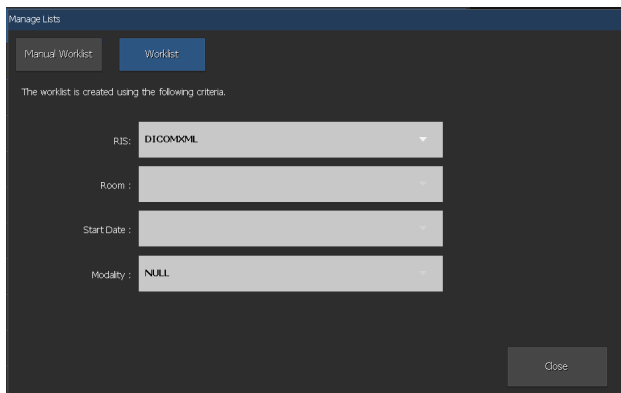 Manage Lists
Manual Worklist
Worklist
The worklist is created using the following criteria.
RIS: DICOMXML
Room :
Start Date :
Modality : NULL
Close